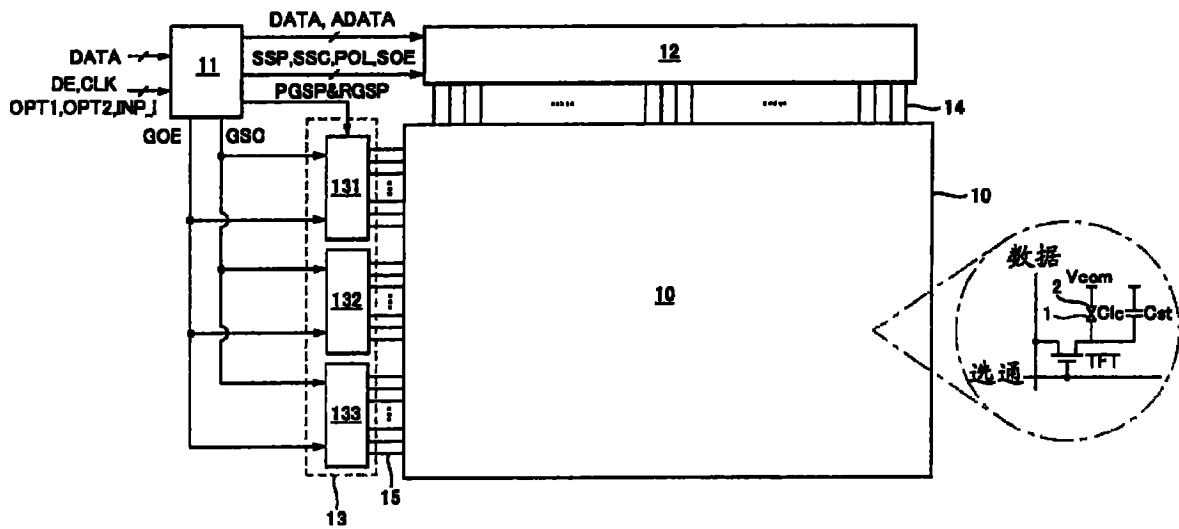 DATA, ADATA
DATA
11
SSP,SSC,POL,SOE
12
DE,CLK
OPT1,OPT2,INP_I
PGSP&RGSP
14
GOE
GSC
131
10
数据
Vcom
2
1
Clc
Cst
132
10
TFT
选通
133
15
13